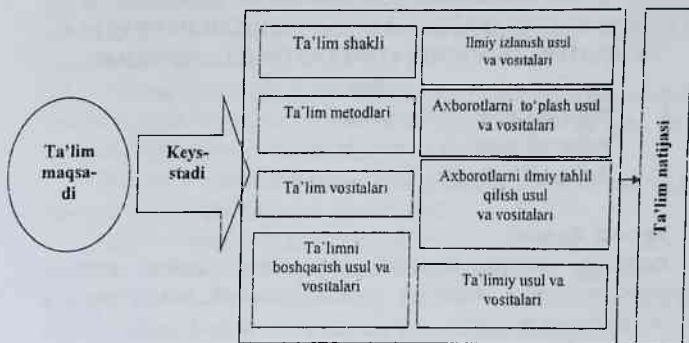 Ta'lim
maqsa-
di
Keys-
stadi
Ta'lim shakli
Ta'lim metodlari
Ta'lim vositalari
Ta'limni
boshqarish usul va
vositalari
Ilmiy izlanish usul
va vositalari
Axborotlarni to'plash usul
va vositalari
Axborotlarni ilmiy tahlil
qilish usul
va vositalari
Ta'limiy usul va
vositalari
Ta'lim natijasi